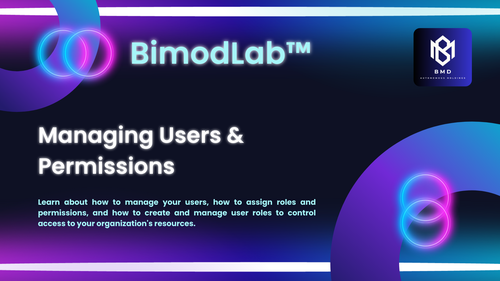 BimodLab™
BMD
Managing Users &
Permissions
Learn about how to manage your users, how to assign roles and
permissions, and how to create and manage user roles to control
access to your organization's resources.